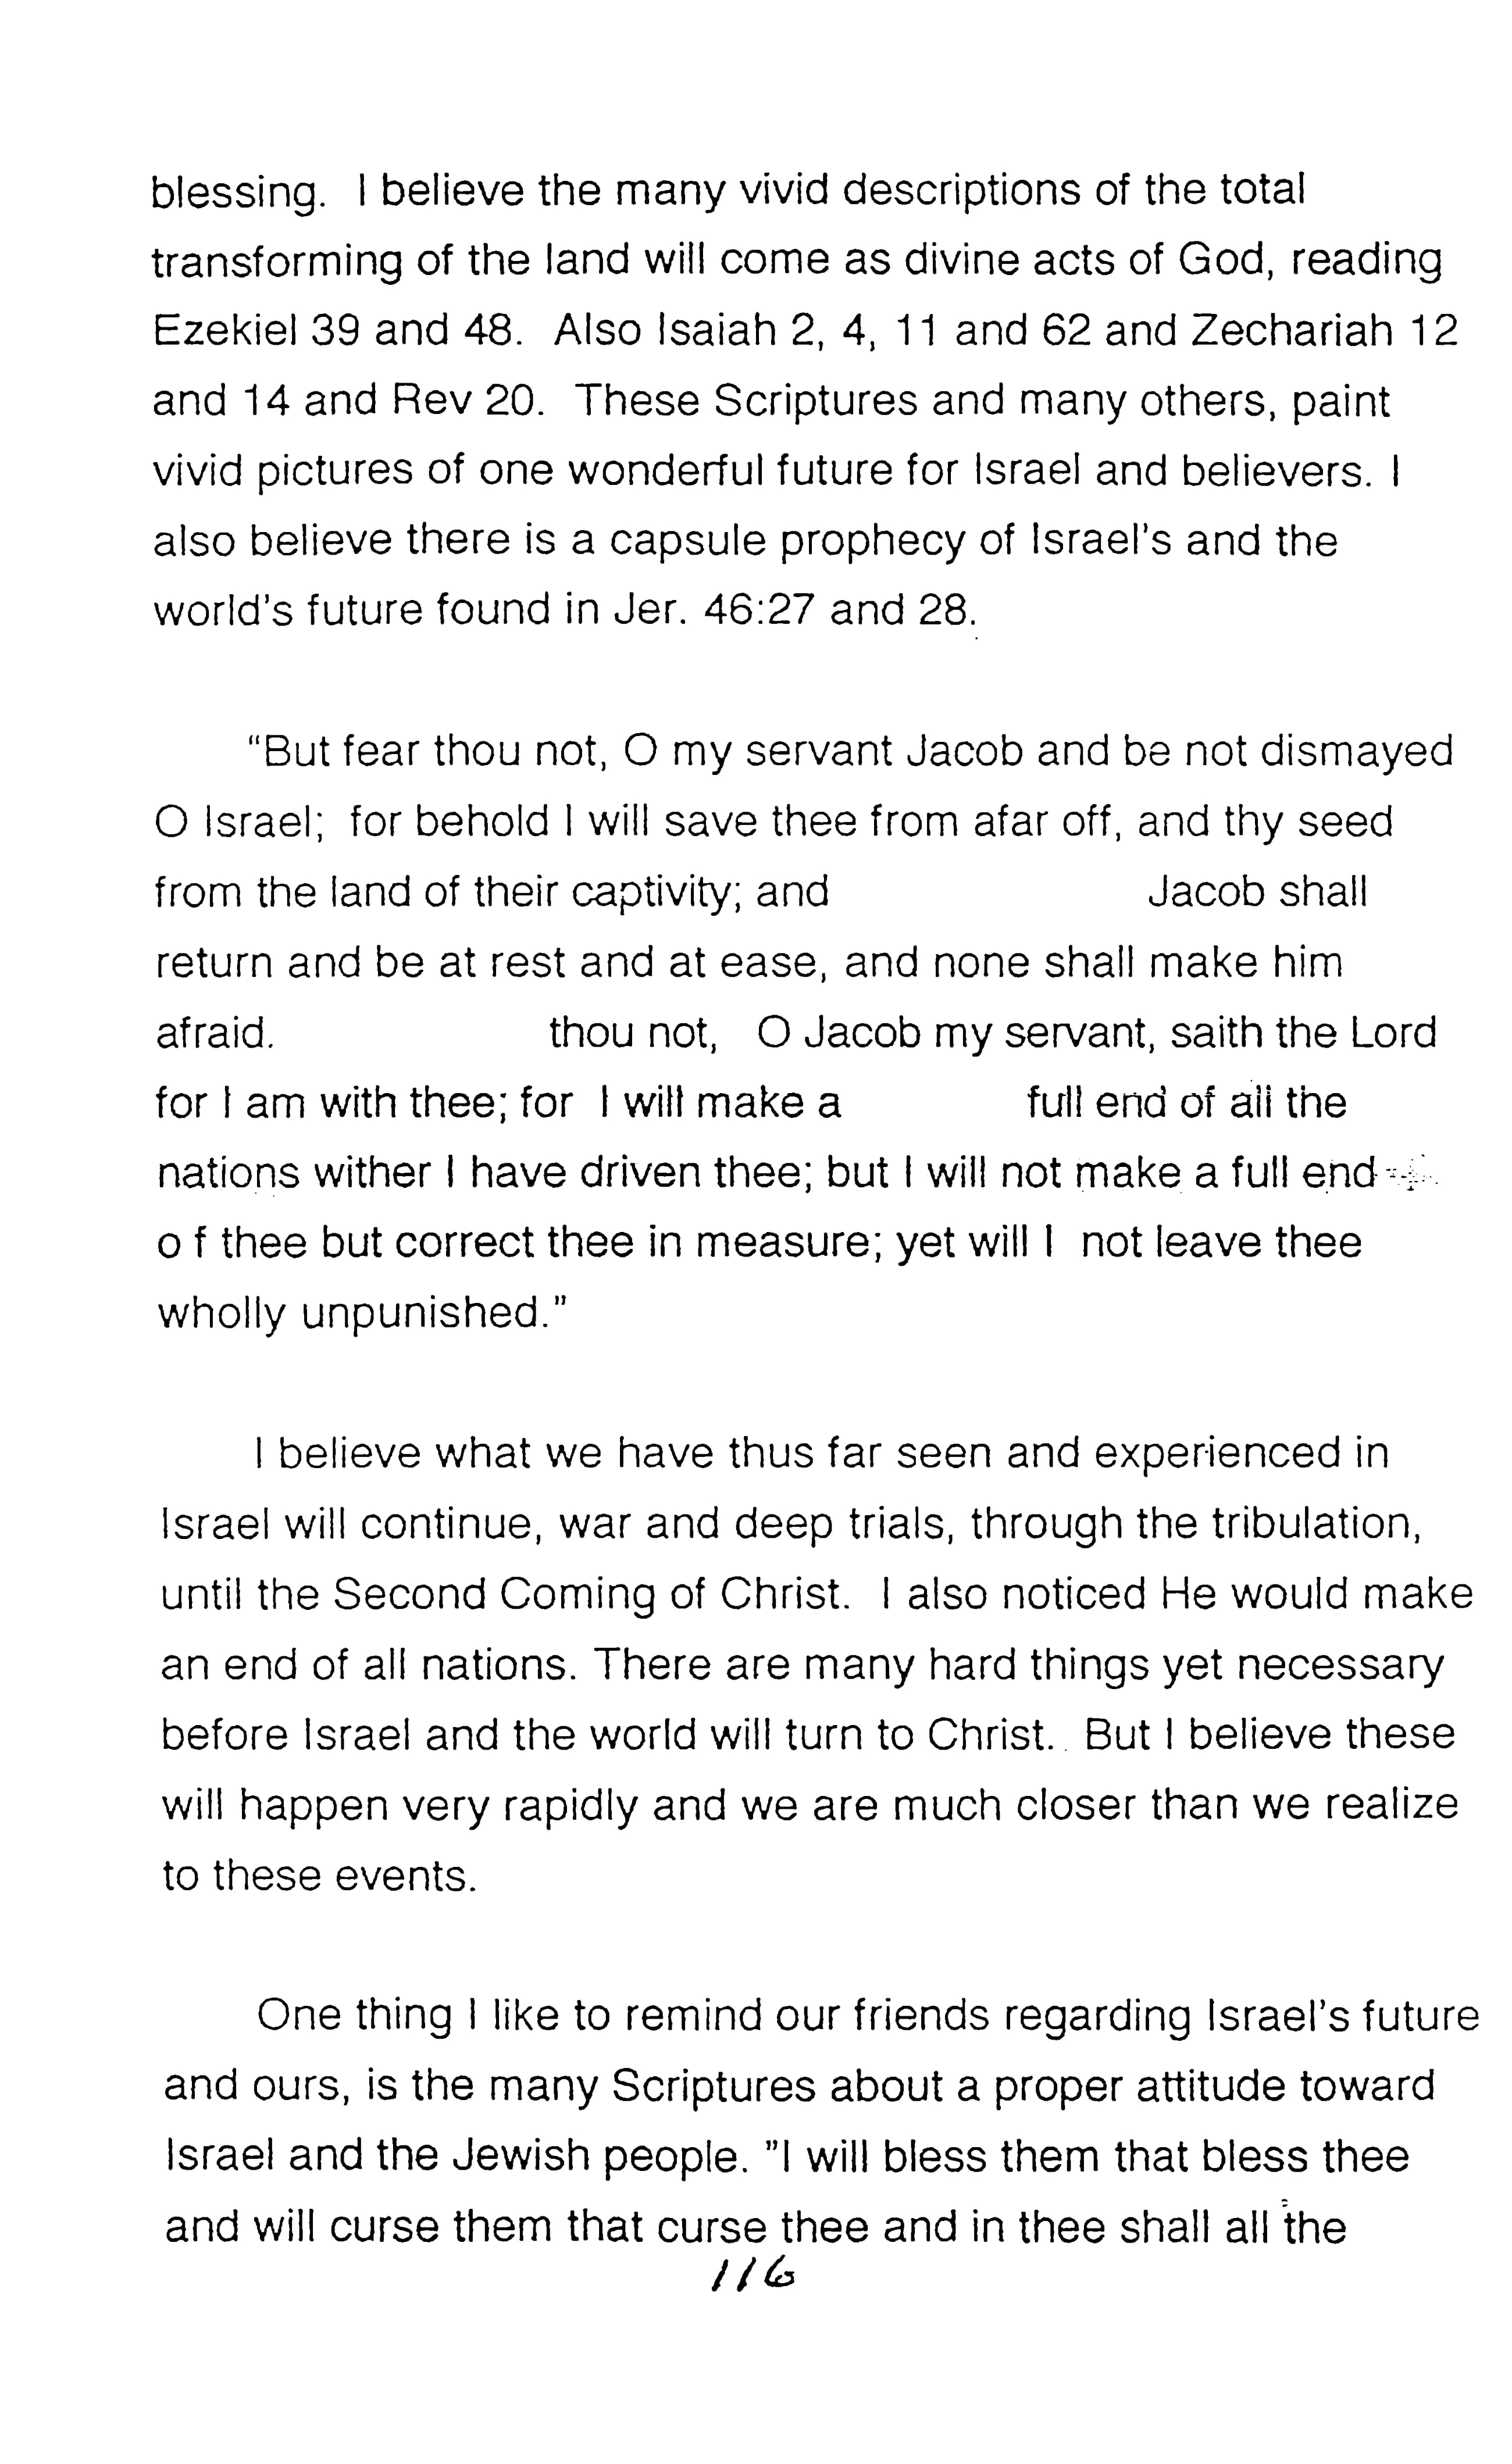 blessing.  I believe the many vivid descriptions of the total
transforming of the land will come as divine acts of God, reading
Ezekiel 39 and 48.  Also Isaiah 2, 4, 11 and 62 and Zechariah 12
and 14 and Rev 20.  These Scriptures and many others, paint
vivid pictures of one wonderful future for Israel and believers. I
also believe there is a capsule prophecy of Israel's and the
world's future found in Jer. 46:27 and 28.
"But fear thou not, O my servant Jacob and be not dismayed
O Israel;  for behold I will save thee from afar off, and thy seed
from the land of their captivity; and Jacob shall
return and be at rest and at ease, and none shall make him
afraid. thou not,  O Jacob my servant, saith the Lord
for I am with thee; for  I will make a full end of all the
nations wither I have driven thee; but I will not make a full end
o f thee but correct thee in measure; yet will I  not leave thee
wholly unpunished."
I believe what we have thus far seen and experienced in
Israel will continue, war and deep trials, through the tribulation,
until the Second Coming of Christ.  I also noticed He would make
an end of all nations. There are many hard things yet necessary
before Israel and the world will turn to Christ.  But I believe these
will happen very rapidly and we are much closer than we realize
to these events.
One thing I like to remind our friends regarding Israel's future
and ours, is the many Scriptures about a proper attitude toward
Israel and the Jewish people. "I will bless them that bless thee
and will curse them that curse thee and in thee shall all the
116